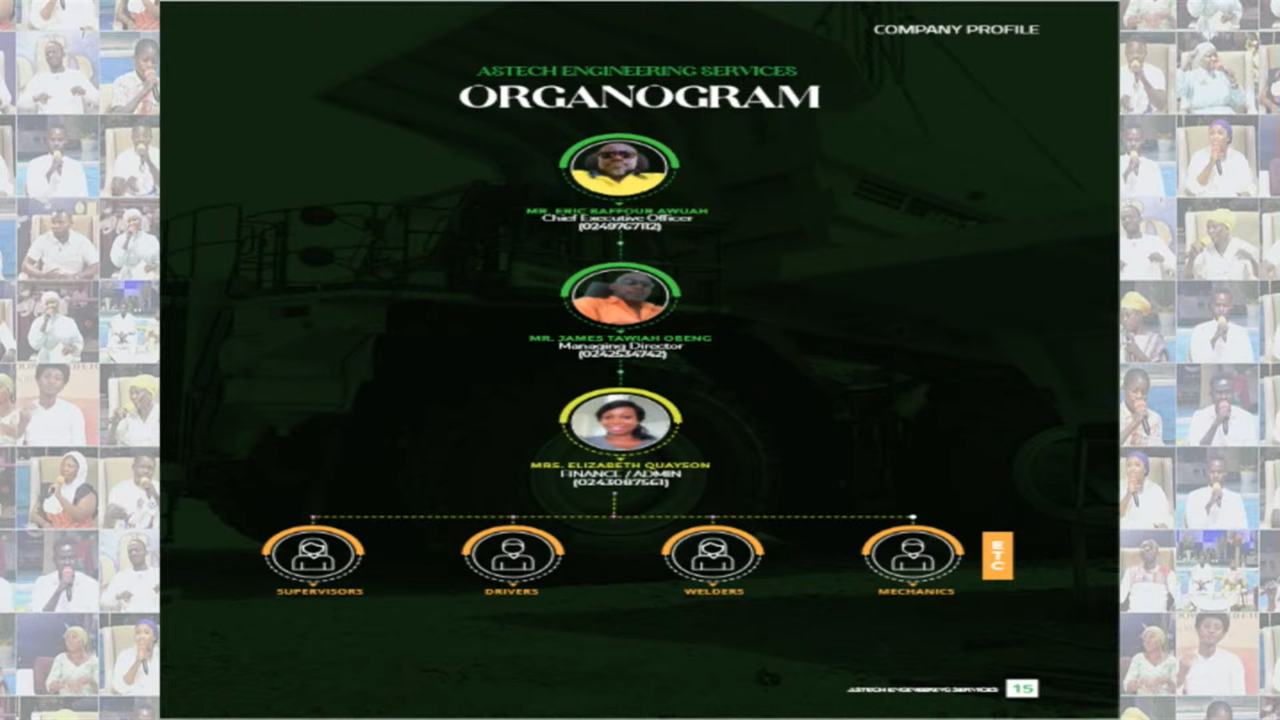 COMPANY PROFILE
ASTECH ENGINEERING SERVICES
ORGANOGRAM
MR. ERIC BAFFOUR AWUAH
Chief Executive Officer
(0249767112)
MR. JAMES TAWIAH OBENG
Managing Director
(0242534742)
MRS. ELIZABETH QUAYSON
FINANCE / ADMIN
(0243087561)
ETC
SUPERVISORS
DRIVERS
WELDERS
MECHANICS
ASTECH ENGINEERING SERVICES
15